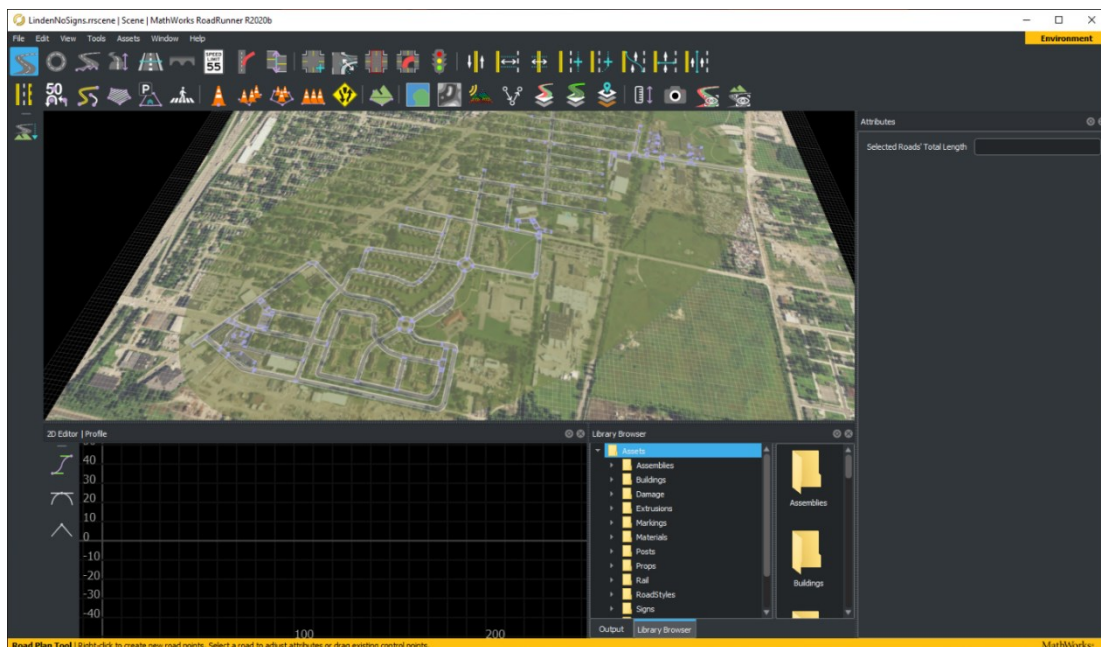 LindenNoSigns.rrscene | Scene | MathWorks RoadRunner R2020b
File Edit View Tools Assets Window Help
Environment
SPEED LIMIT 55
50
P
Attributes
Selected Roads' Total Length
2D Editor | Profile
40
30
20
10
0
-10
-20
-30
-40
100
200
Library Browser
Assets
Assemblies
Buildings
Damage
Extrusions
Markings
Materials
Posts
Props
Rail
RoadStyles
Signs
Assemblies
Buildings
Output Library Browser
Road Plan Tool | Right-click to create new road points. Select a road to adjust attributes or drag existing control points.
MathWorks